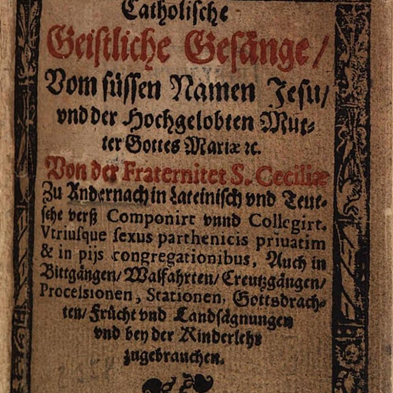 Catholische
Geistliche Gesänge /
Vom süssen Namen Jesu /
vnd der Hochgelobten Mut-
ter Gottes Mariæ ꝛc.
Von der Fraternitet S. Ceciliæ
Zu Andernach in Lateinisch vnd Teut-
sche verß Componirt vnnd Collegirt.
Vtriusque sexus parthenicis priuatim
& in pijs congregationibus, Auch in
Bittgängen / Walfahrten / Creutzgängen /
Procesionen, Stationen, Gottsdrach-
ten / Frücht vnd Landsägnungen
vnd bey der Kinderlehr
zugebrauchen.